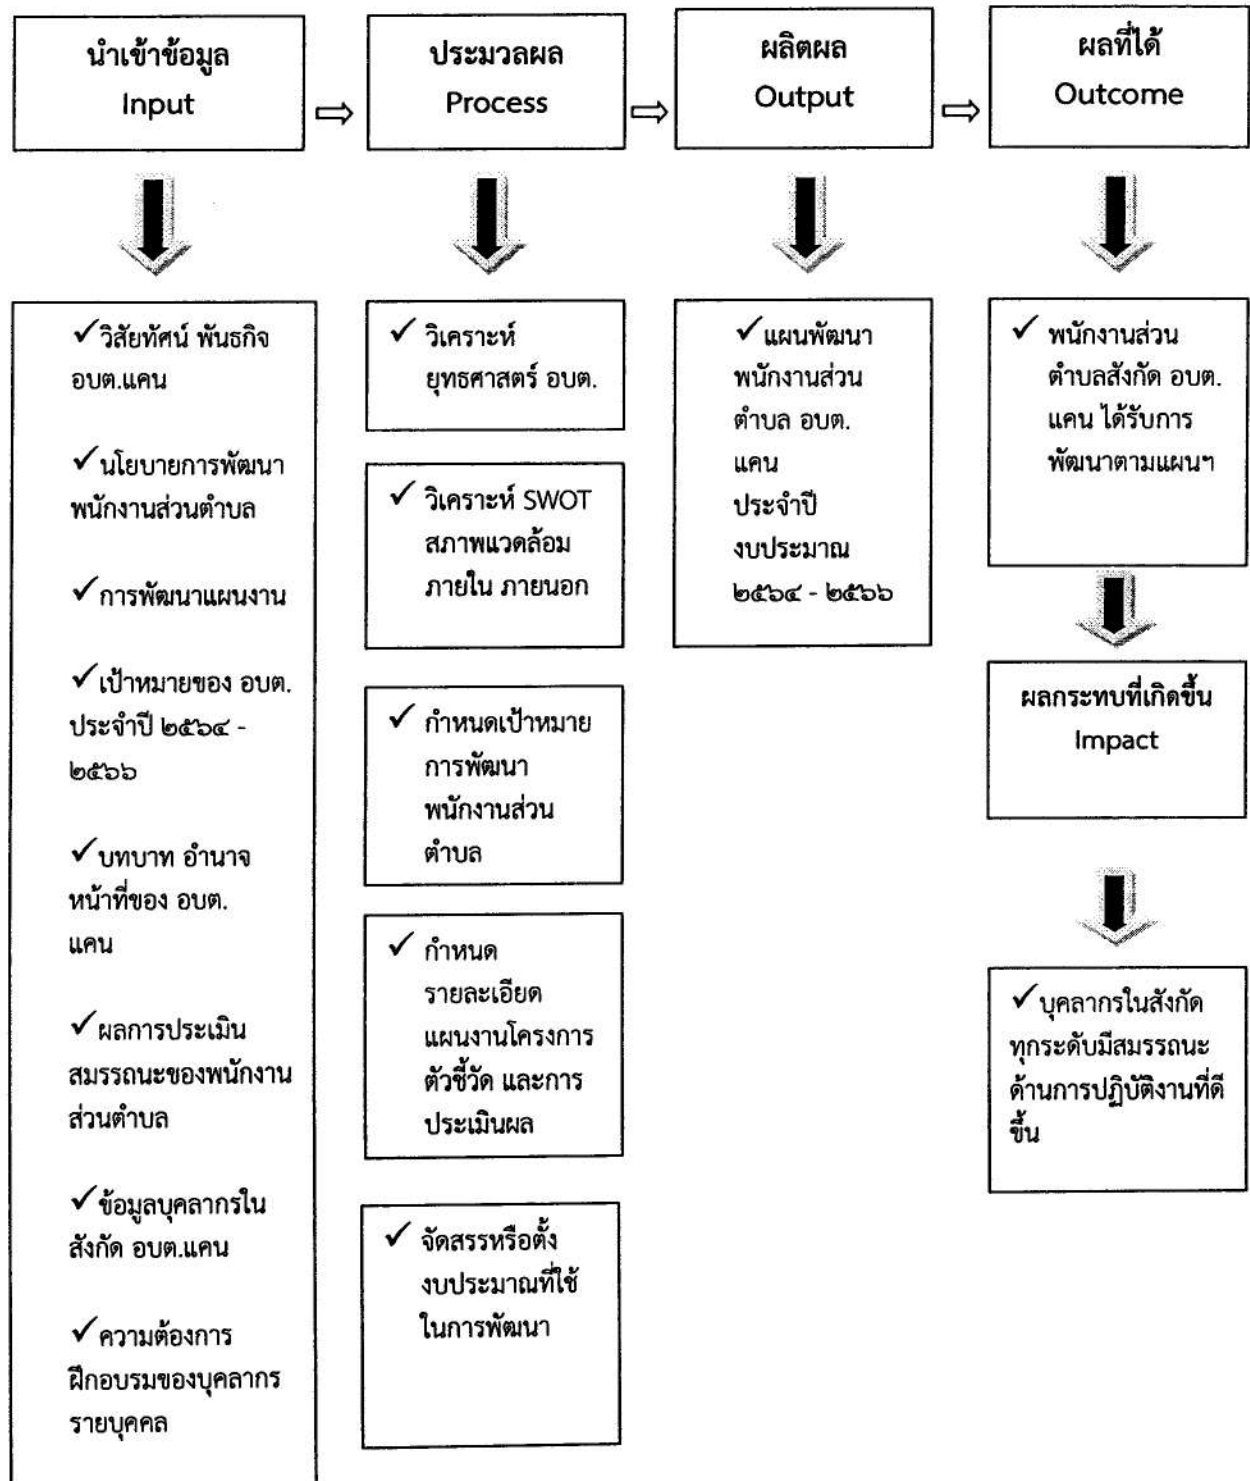 นำเข้าข้อมูล
Input
ประมวลผล
Process
ผลิตผล
Output
ผลที่ได้
Outcome
✓วิสัยทัศน์ พันธกิจ
อบต.แคน
✓นโยบายการพัฒนา
พนักงานส่วนตำบล
✓การพัฒนาแผนงาน
✓เป้าหมายของ อบต.
ประจำปี ๒๕๖๔ -
๒๕๖๖
✓บทบาท อำนาจ
หน้าที่ของ อบต.
แคน
✓ผลการประเมิน
สมรรถนะของพนักงาน
ส่วนตำบล
✓ข้อมูลบุคลากรใน
สังกัด อบต.แคน
✓ความต้องการ
ฝึกอบรมของบุคลากร
รายบุคคล
✓ วิเคราะห์
ยุทธศาสตร์ อบต.
✓ วิเคราะห์ SWOT
สภาพแวดล้อม
ภายใน ภายนอก
✓ กำหนดเป้าหมาย
การพัฒนา
พนักงานส่วน
ตำบล
✓ กำหนด
รายละเอียด
แผนงานโครงการ
ตัวชี้วัด และการ
ประเมินผล
✓ จัดสรรหรือตั้ง
งบประมาณที่ใช้
ในการพัฒนา
✓แผนพัฒนา
พนักงานส่วน
ตำบล อบต.
แคน
ประจำปี
งบประมาณ
๒๕๖๔ - ๒๕๖๖
✓ พนักงานส่วน
ตำบลสังกัด อบต.
แคน ได้รับการ
พัฒนาตามแผนฯ
ผลกระทบที่เกิดขึ้น
Impact
✓บุคลากรในสังกัด
ทุกระดับมีสมรรถนะ
ด้านการปฏิบัติงานที่ดี
ขึ้น